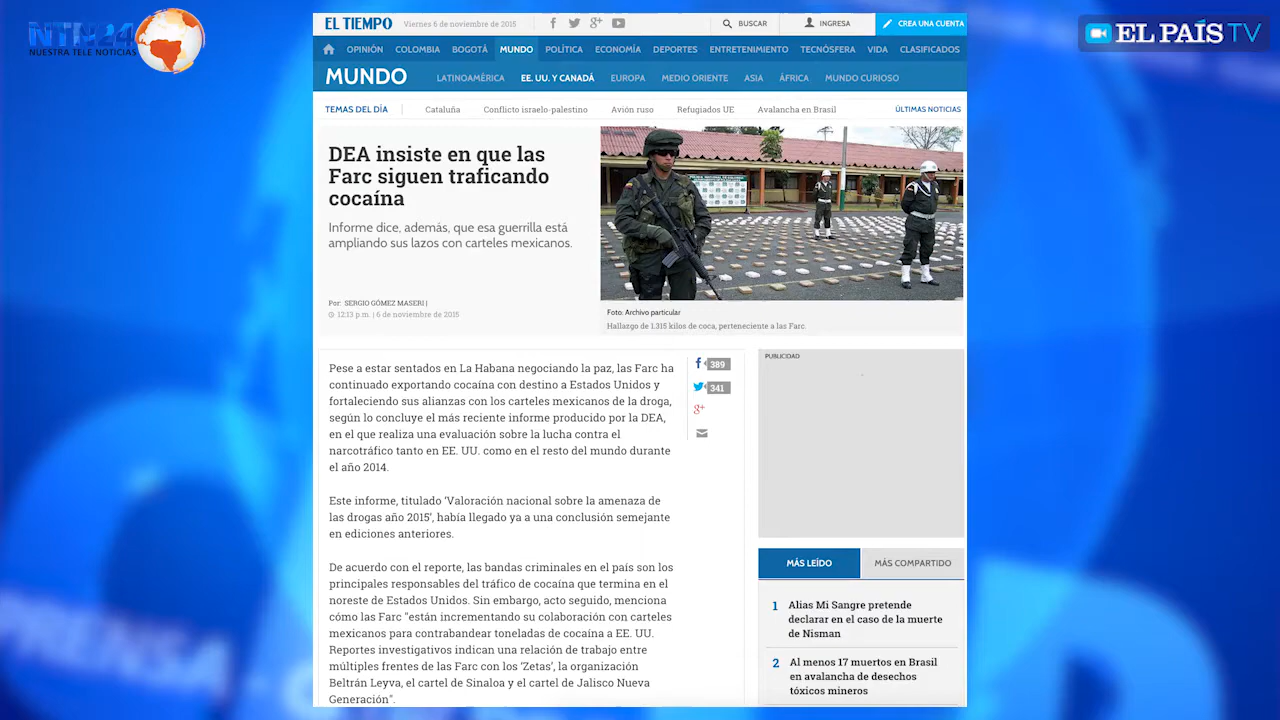 NTN24
NUESTRA TELE NOTICIAS
EL PAÍS TV
EL TIEMPO
Viernes 6 de noviembre de 2015
BUSCAR
INGRESA
CREA UNA CUENTA
OPINIÓN COLOMBIA BOGOTÁ MUNDO POLÍTICA ECONOMÍA DEPORTES ENTRETENIMIENTO TECNÓSFERA VIDA CLASIFICADOS
MUNDO LATINOAMÉRICA EE. UU. Y CANADÁ EUROPA MEDIO ORIENTE ASIA ÁFRICA MUNDO CURIOSO
TEMAS DEL DÍA Cataluña Conflicto israelo-palestino Avión ruso Refugiados UE Avalancha en Brasil ÚLTIMAS NOTICIAS
DEA insiste en que las
Farc siguen traficando
cocaína
Informe dice, además, que esa guerrilla está
ampliando sus lazos con carteles mexicanos.
Por: SERGIO GÓMEZ MASERI |
12:13 p.m. | 6 de noviembre de 2015
Foto: Archivo particular
Hallazgo de 1.315 kilos de coca, perteneciente a las Farc.
Pese a estar sentados en La Habana negociando la paz, las Farc ha
continuado exportando cocaína con destino a Estados Unidos y
fortaleciendo sus alianzas con los carteles mexicanos de la droga,
según lo concluye el más reciente informe producido por la DEA,
en el que realiza una evaluación sobre la lucha contra el
narcotráfico tanto en EE. UU. como en el resto del mundo durante
el año 2014.
Este informe, titulado ‘Valoración nacional sobre la amenaza de
las drogas año 2015’, había llegado ya a una conclusión semejante
en ediciones anteriores.
De acuerdo con el reporte, las bandas criminales en el país son los
principales responsables del tráfico de cocaína que termina en el
noreste de Estados Unidos. Sin embargo, acto seguido, menciona
cómo las Farc "están incrementando su colaboración con carteles
mexicanos para contrabandear toneladas de cocaína a EE. UU.
Reportes investigativos indican una relación de trabajo entre
múltiples frentes de las Farc con los ‘Zetas’, la organización
Beltrán Leyva, el cartel de Sinaloa y el cartel de Jalisco Nueva
Generación".
389
341
PUBLICIDAD
MÁS LEÍDO MÁS COMPARTIDO
1 Alias Mi Sangre pretende
declarar en el caso de la muerte
de Nisman
2 Al menos 17 muertos en Brasil
en avalancha de desechos
tóxicos mineros
PRENSA